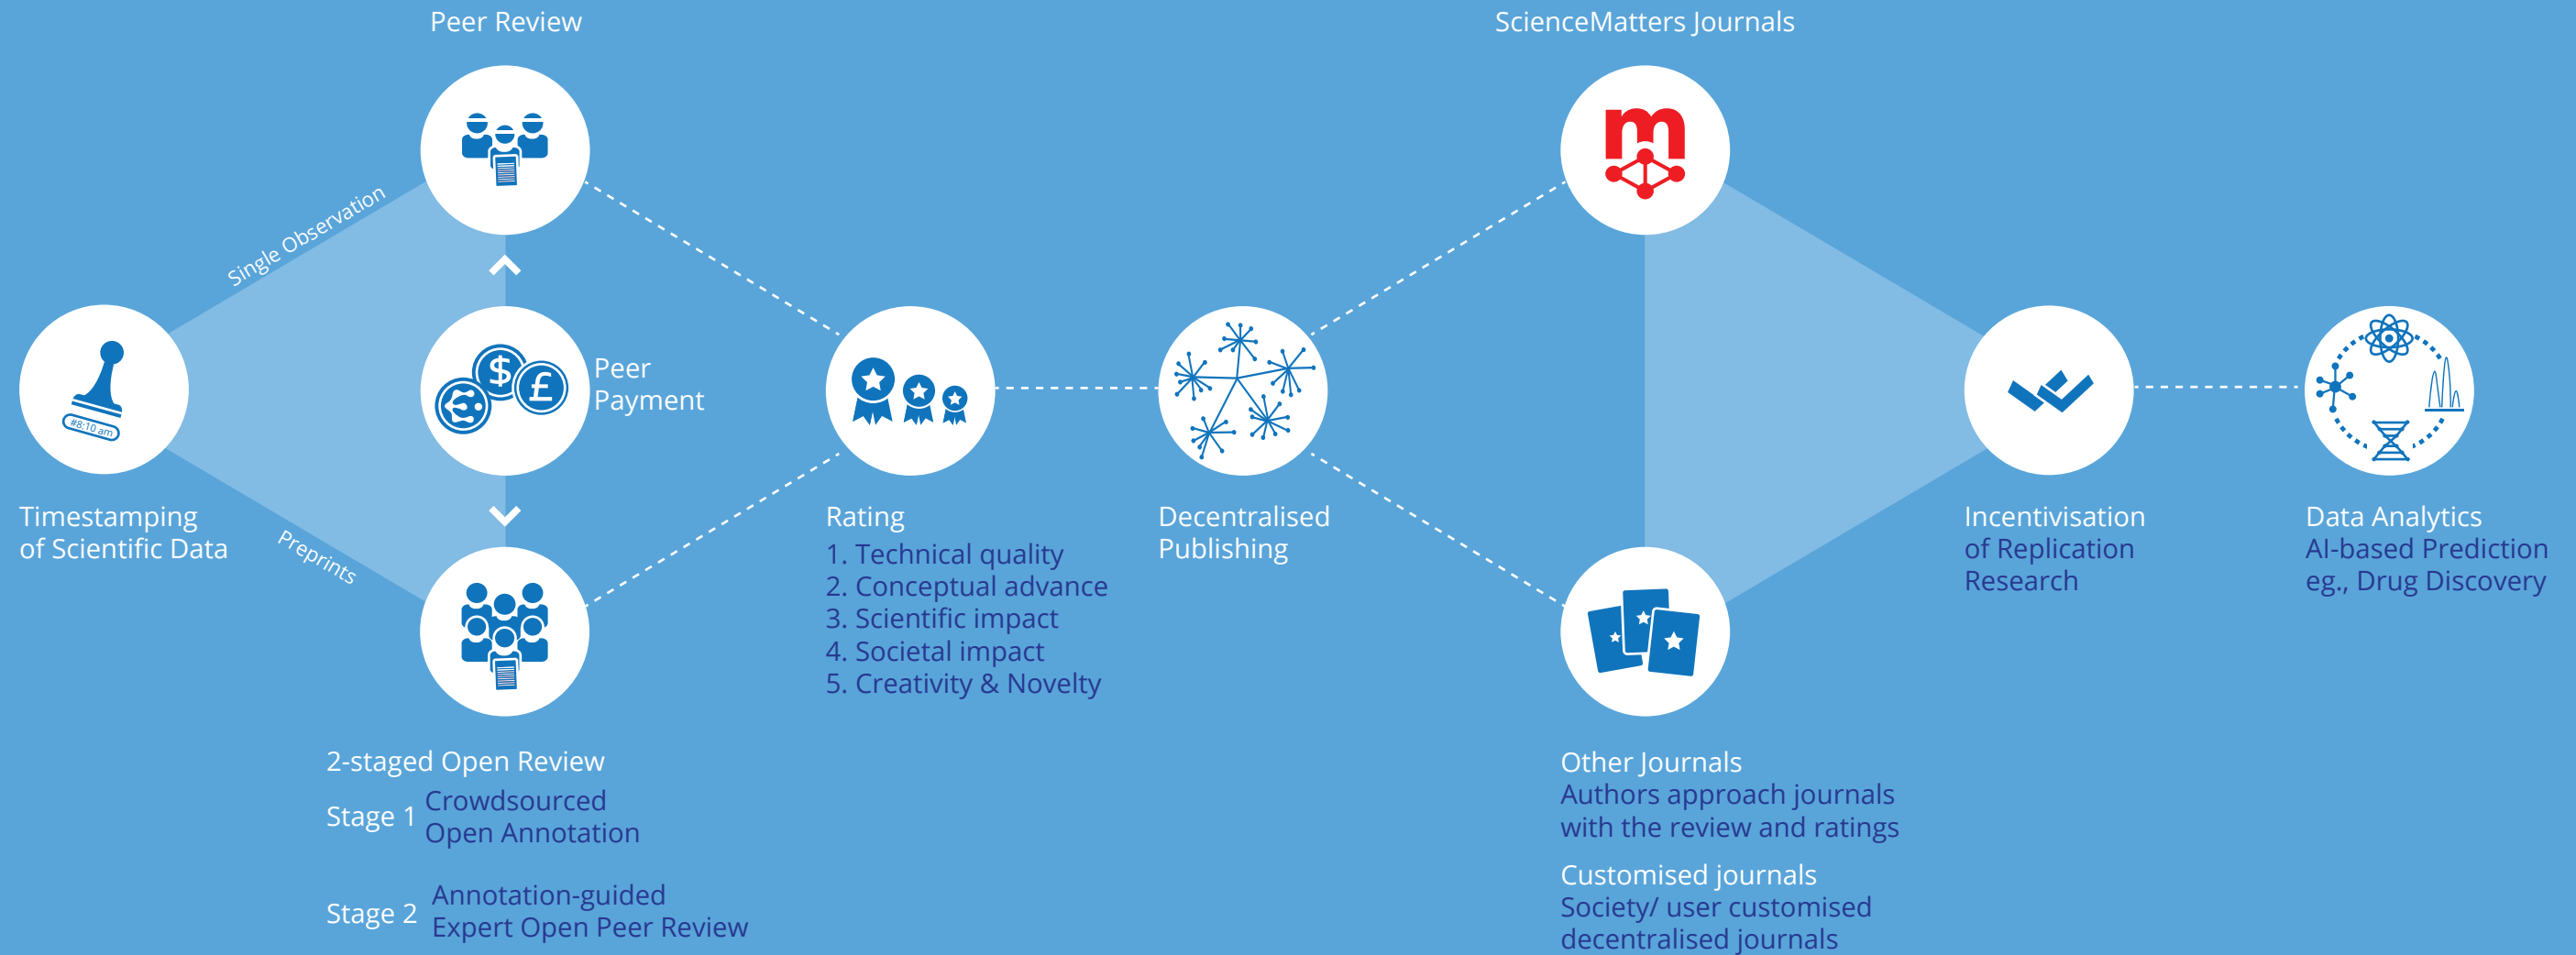 Peer Review
ScienceMatters Journals
Single Observation
#8:10 am
$
£
Peer
Payment
m
Timestamping
of Scientific Data
Preprints
Rating
1. Technical quality
2. Conceptual advance
3. Scientific impact
4. Societal impact
5. Creativity & Novelty
Decentralised
Publishing
Incentivisation
of Replication
Research
Data Analytics
AI-based Prediction
eg., Drug Discovery
2-staged Open Review
Stage 1
Crowdsourced
Open Annotation
Stage 2
Annotation-guided
Expert Open Peer Review
Other Journals
Authors approach journals
with the review and ratings
Customised journals
Society/ user customised
decentralised journals